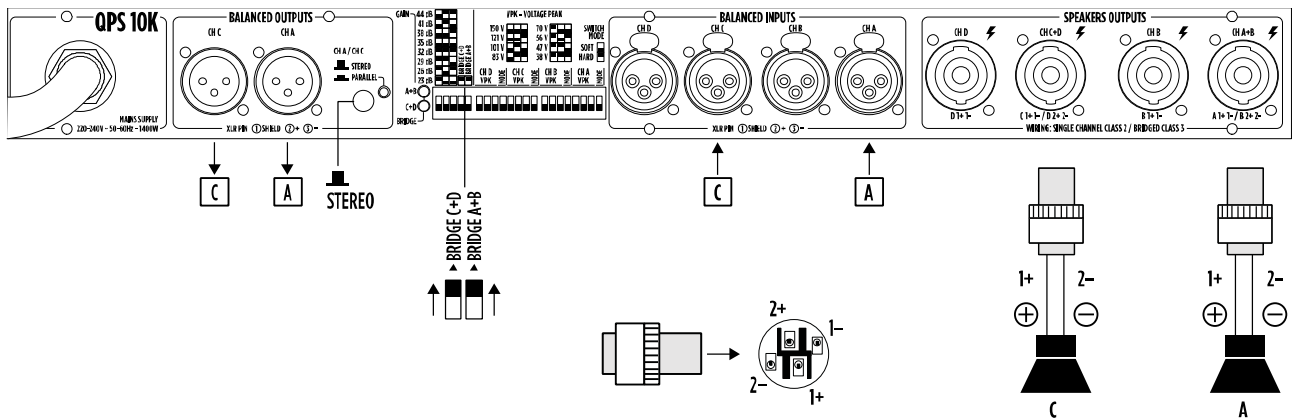 QPS 10K
MAINS SUPPLY
220-240V - 50-60Hz - 1400W
BALANCED OUTPUTS
CH C
CH A
CH A / CH C
STEREO
PARALLEL
XLR PIN ① SHIELD ② + ③ -
GAIN
44 dB
41 dB
38 dB
35 dB
32 dB
29 dB
26 dB
23 dB
BRIDGE C+D
BRIDGE A+B
A+B
C+D
BRIDGE
VPK - VOLTAGE PEAK
150 V
121 V
101 V
83 V
70 V
56 V
47 V
38 V
SWITCH
MODE
SOFT
HARD
CH D
VPK
MODE
CH C
VPK
MODE
CH B
VPK
MODE
CH A
VPK
MODE
BALANCED INPUTS
CH D
CH C
CH B
CH A
XLR PIN ① SHIELD ② + ③ -
SPEAKERS OUTPUTS
CH D
CH C+D
CH B
CH A+B
D 1+ 1-
C 1+ 1- / D 2+ 2-
B 1+ 1-
A 1+ 1- / B 2+ 2-
WIRING: SINGLE CHANNEL CLASS 2 / BRIDGED CLASS 3
C
A
STEREO
BRIDGE C+D
BRIDGE A+B
C
A
2+
1-
2-
1+
1+
2-
+
-
C
1+
2-
+
-
A